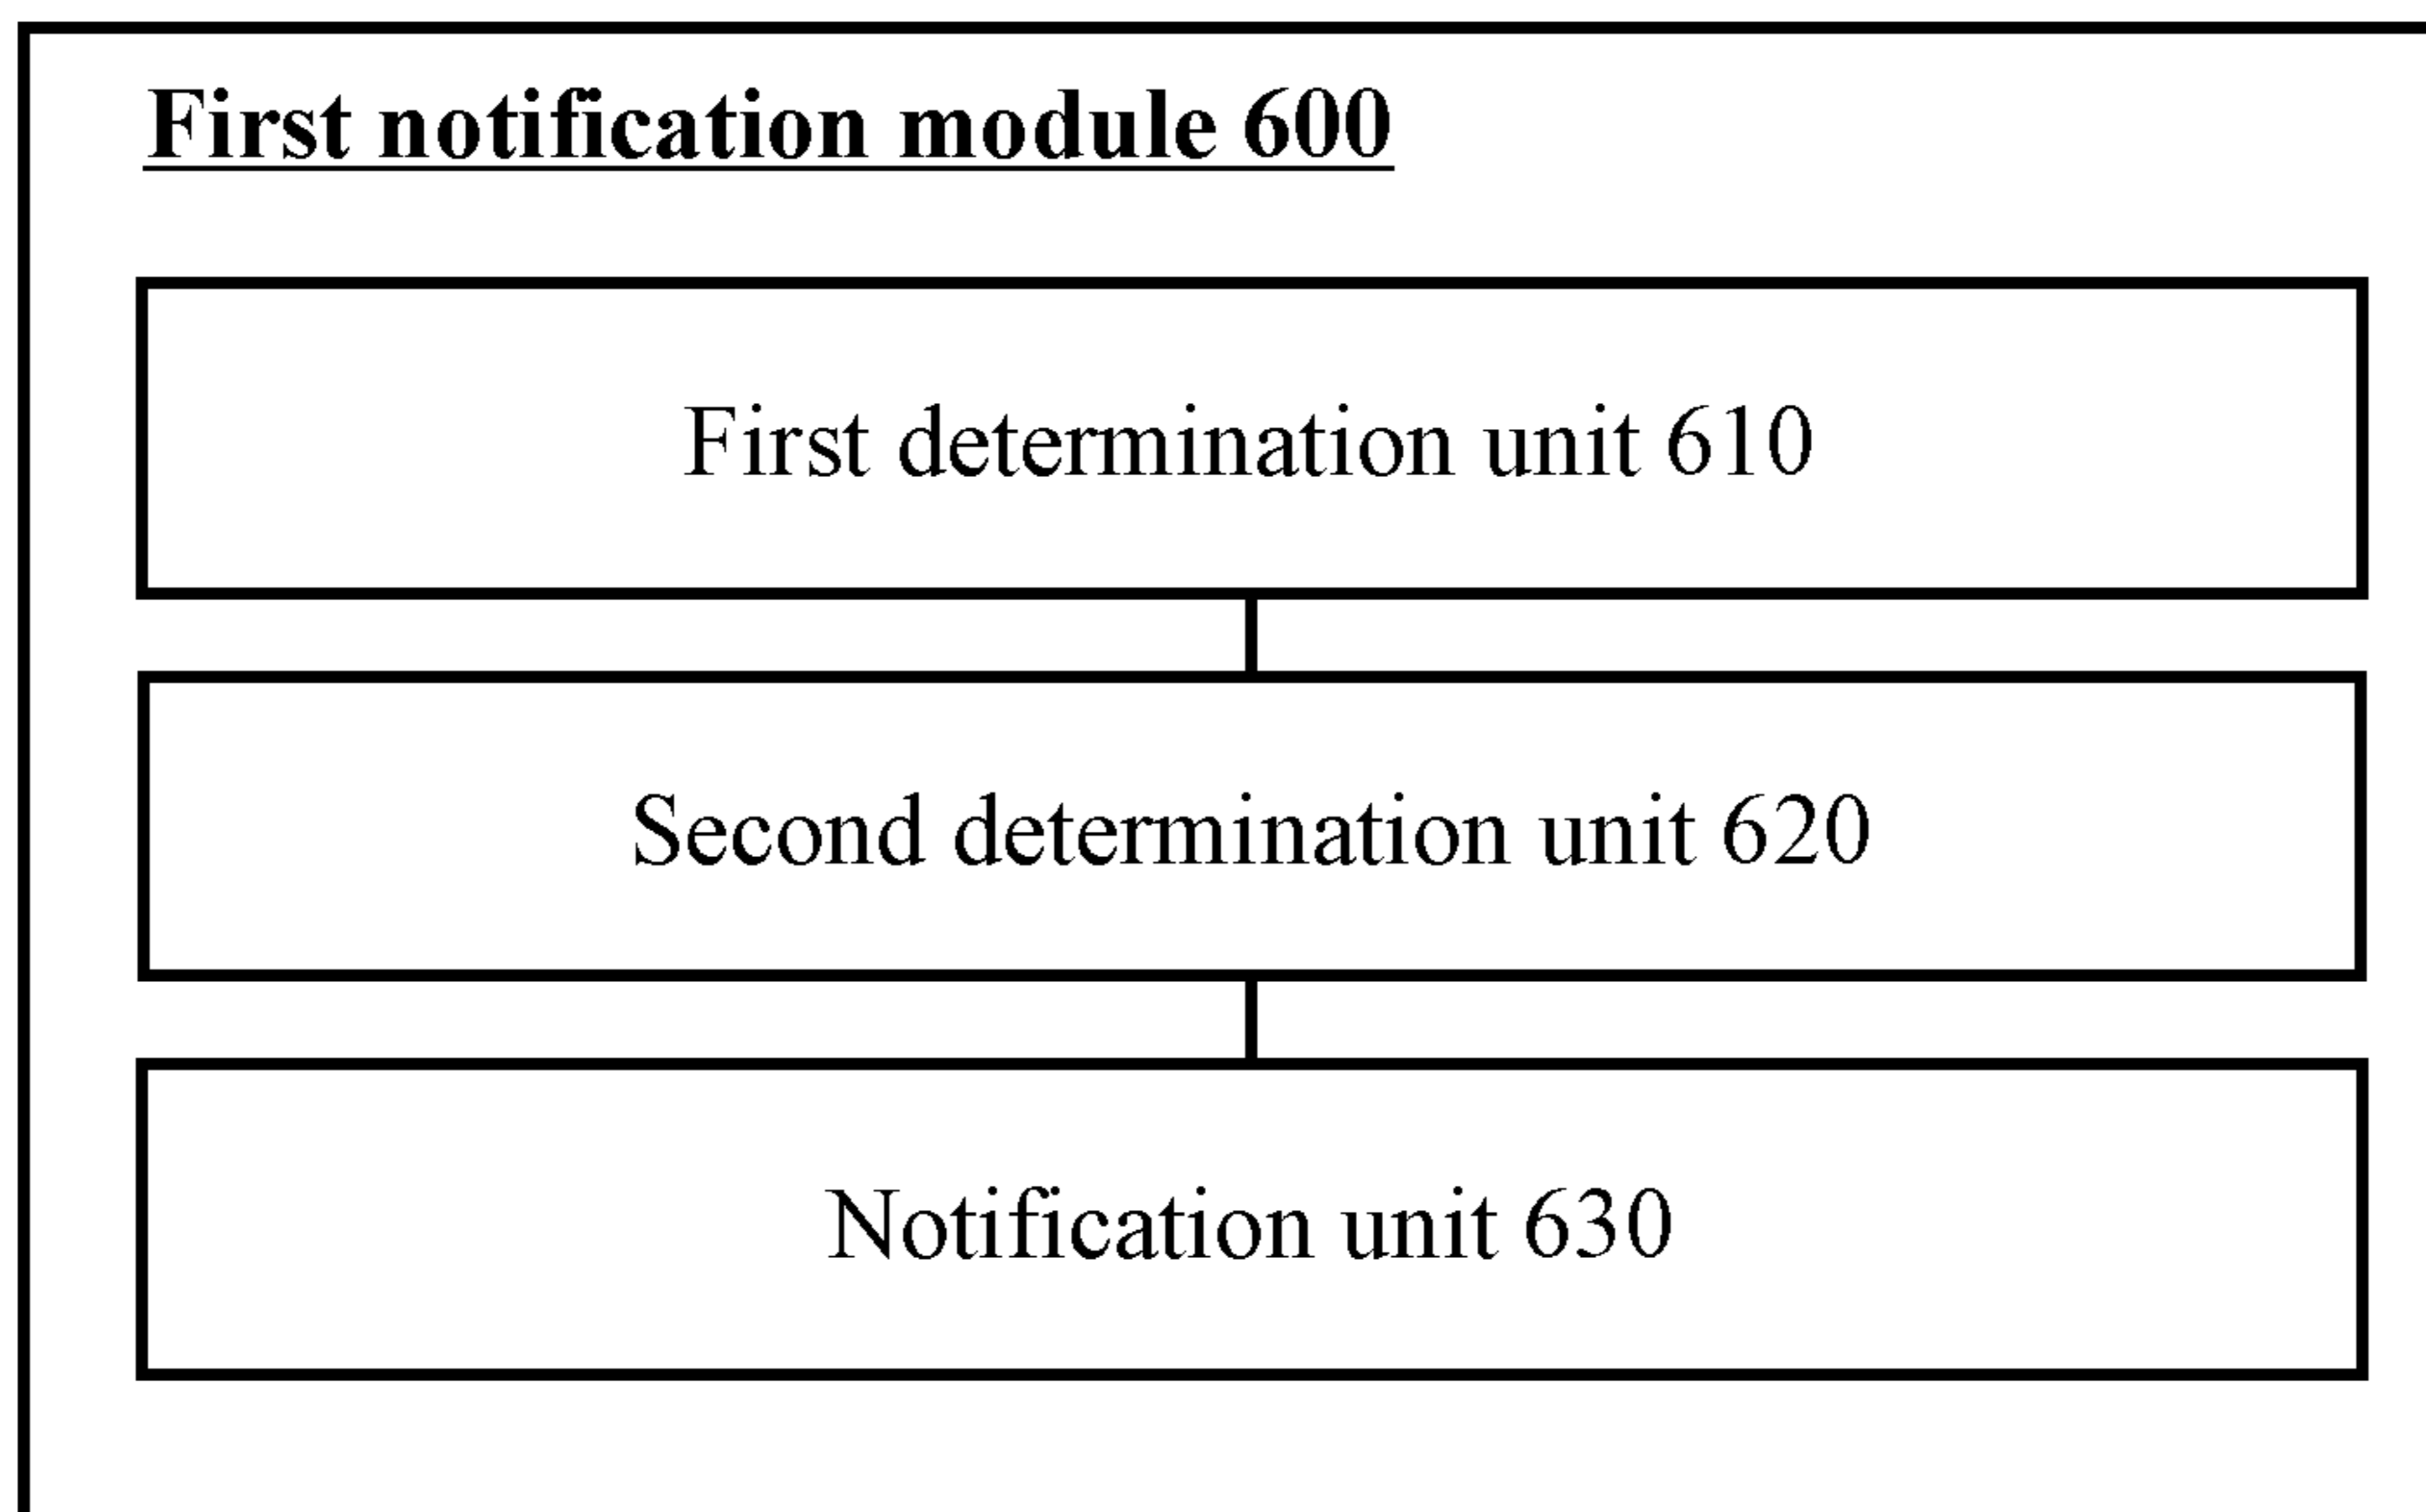 First notification module 600
First determination unit 610
Second determination unit 620
Notification unit 630